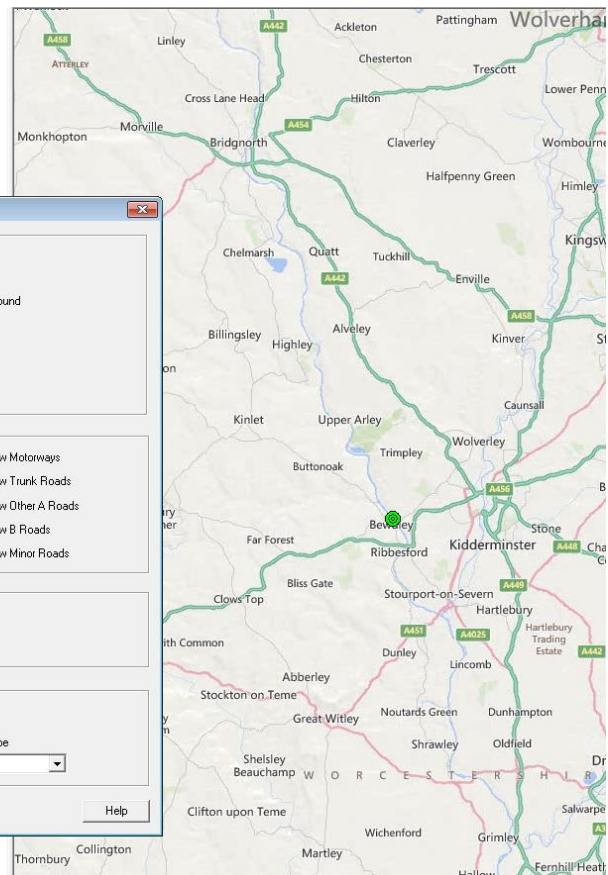 A442
Ackleton
Pattingham
A458
Linley
ATTERLEY
Chesterton
Trescott
Cross Lane Head
Hilton
Lower Penn
Monkhopton
Morville
A454
Bridgnorth
Claverley
Wombourne
Halfpenny Green
Himley
Chelmarsh
Quatt
Tuckhill
A442
Enville
A458
Billingsley
Alveley
Highley
Kinver
Caunsall
Kinlet
Upper Arley
Wolverley
Trimpley
Buttonoak
A456
Bewdley
Stone
Far Forest
Ribbesford
Kidderminster
A448
Bliss Gate
A449
Clows Top
Stourport-on-Severn
Hartlebury
A451
A4025
Hartlebury
Trading
Estate
A442
Dunley
Lincomb
Abberley
Stockton on Teme
Great Witley
Noutards Green
Dunhampton
Shrawley
Oldfield
Shelsley
Beauchamp
W O R C E S T E R S H I R
Clifton upon Teme
Salwarpe
Wichenford
Grimley
Collington
Thornbury
Martley
Hallow
Fernhill Heath
ound
w Motorways
w Trunk Roads
w Other A Roads
w B Roads
w Minor Roads
ith Common
Help